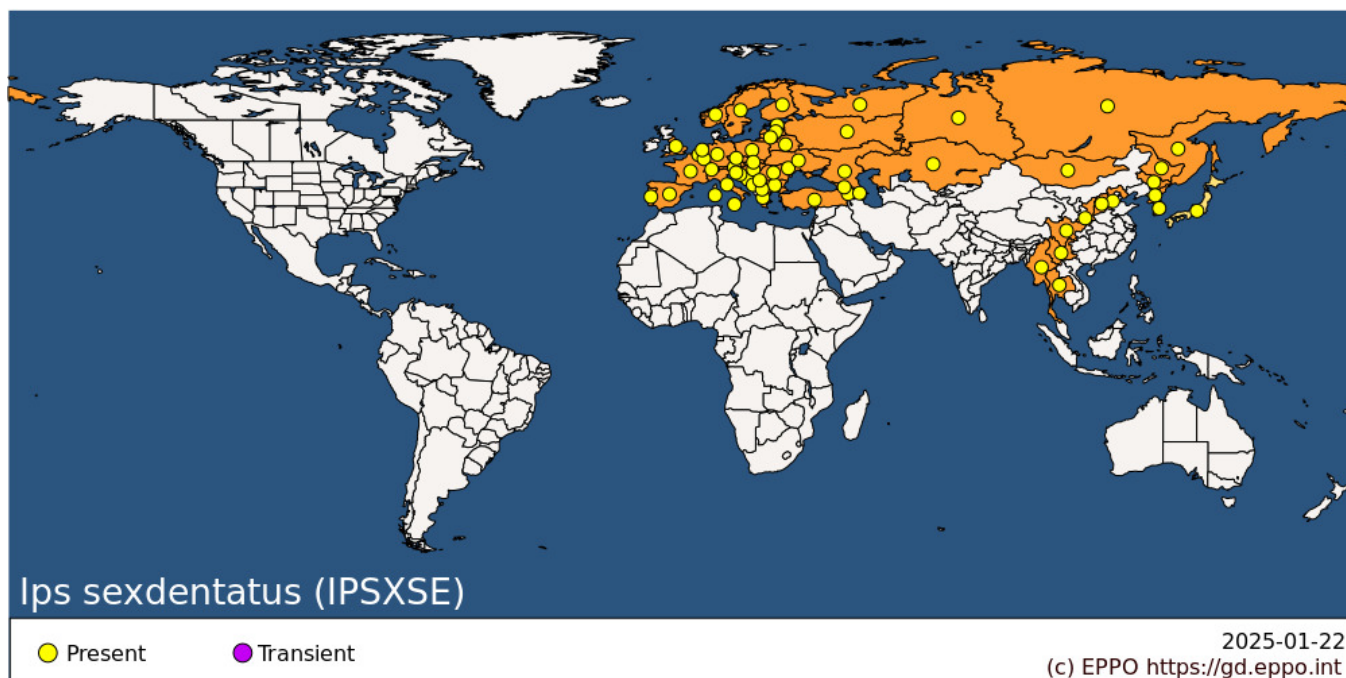 Ips sexdentatus (IPSXSE)
Present
Transient
2025-01-22
(c) EPPO https://gd.eppo.int